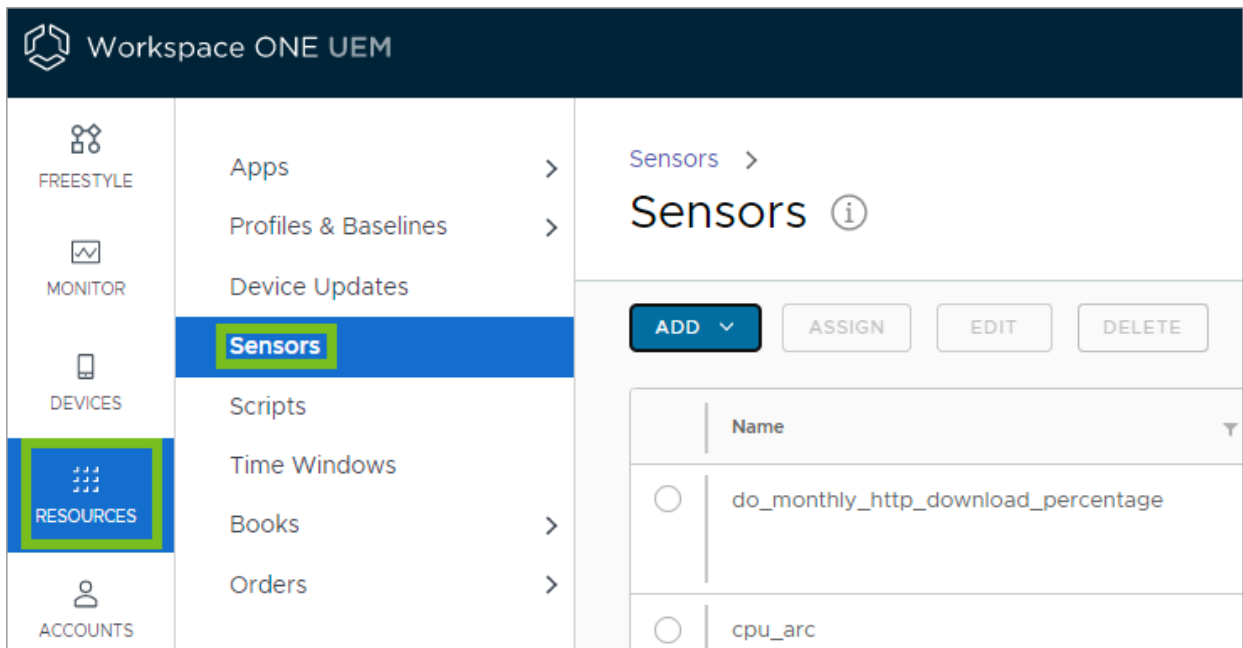 Workspace ONE UEM
FREESTYLE
MONITOR
DEVICES
RESOURCES
ACCOUNTS
Apps
Profiles & Baselines
Device Updates
Sensors
Scripts
Time Windows
Books
Orders
Sensors >
Sensors
ADD ASSIGN EDIT DELETE
Name
do_monthly_http_download_percentage
cpu_arc